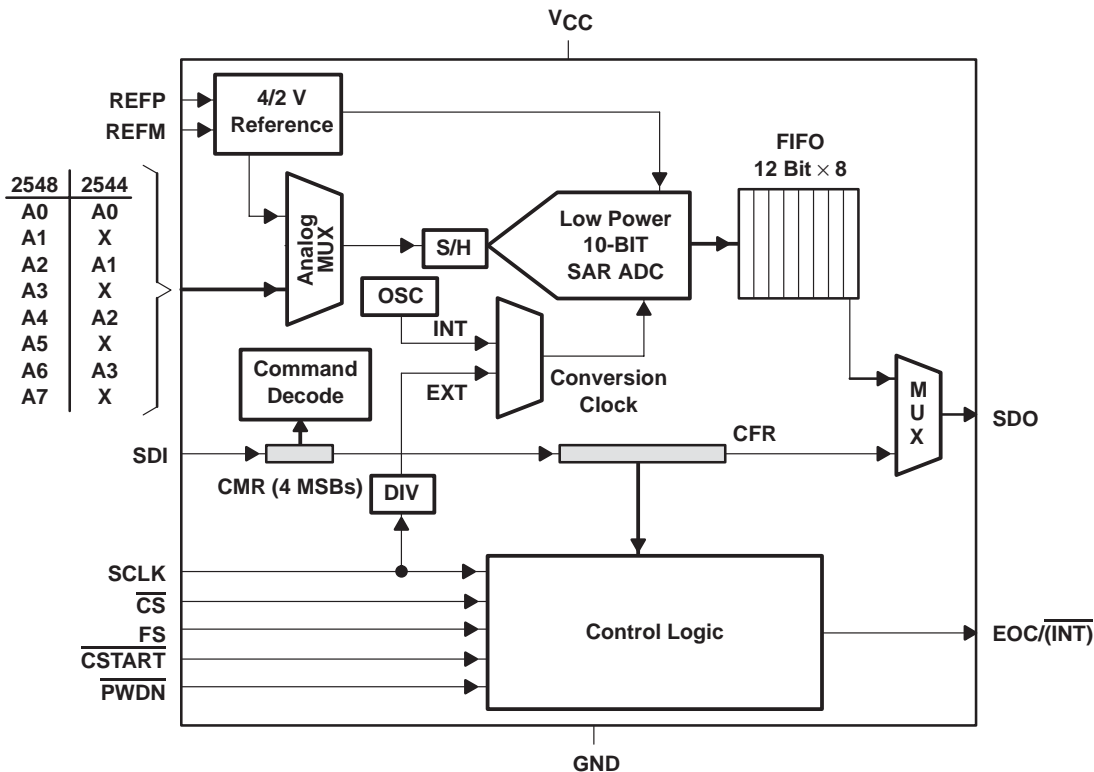 VCC
REFP
REFM
4/2 V
Reference
FIFO
12 Bit × 8
2548 2544
A0 A0
A1 X
A2 A1
A3 X
A4 A2
A5 X
A6 A3
A7 X
Analog
MUX
S/H
Low Power
10-BIT
SAR ADC
OSC
INT
EXT
Conversion
Clock
Command
Decode
MUX
SDO
SDI
CMR (4 MSBs)
CFR
DIV
SCLK
CS
FS
CSTART
PWDN
Control Logic
EOC/(INT)
GND